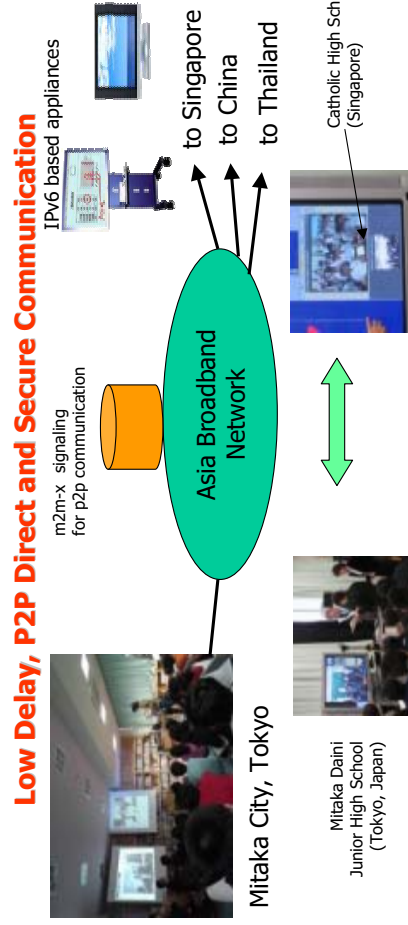 Low Delay, P2P Direct and Secure Communication
m2m-x signaling
for p2p communication
IPv6 based appliances
Asia Broadband
Network
to Singapore
to China
to Thailand
Mitaka City, Tokyo
Mitaka Daini
Junior High School
(Tokyo, Japan)
Catholic High Sch
(Singapore)